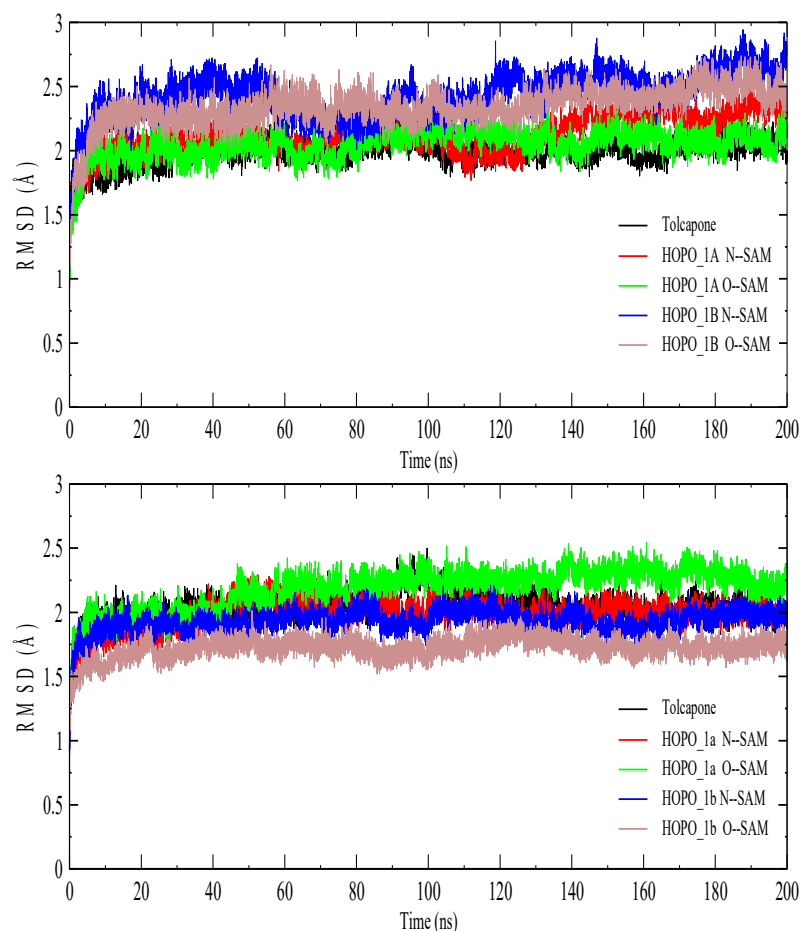 3
2.5
2
1.5
1
0.5
0
RMSD (Å)
Tolcapone
HOPO_1A N--SAM
HOPO_1A O--SAM
HOPO_1B N--SAM
HOPO_1B O--SAM
0 20 40 60 80 100 120 140 160 180 200
Time (ns)
3
2.5
2
1.5
1
0.5
0
RMSD (Å)
Tolcapone
HOPO_1a N--SAM
HOPO_1a O--SAM
HOPO_1b N--SAM
HOPO_1b O--SAM
0 20 40 60 80 100 120 140 160 180 200
Time (ns)